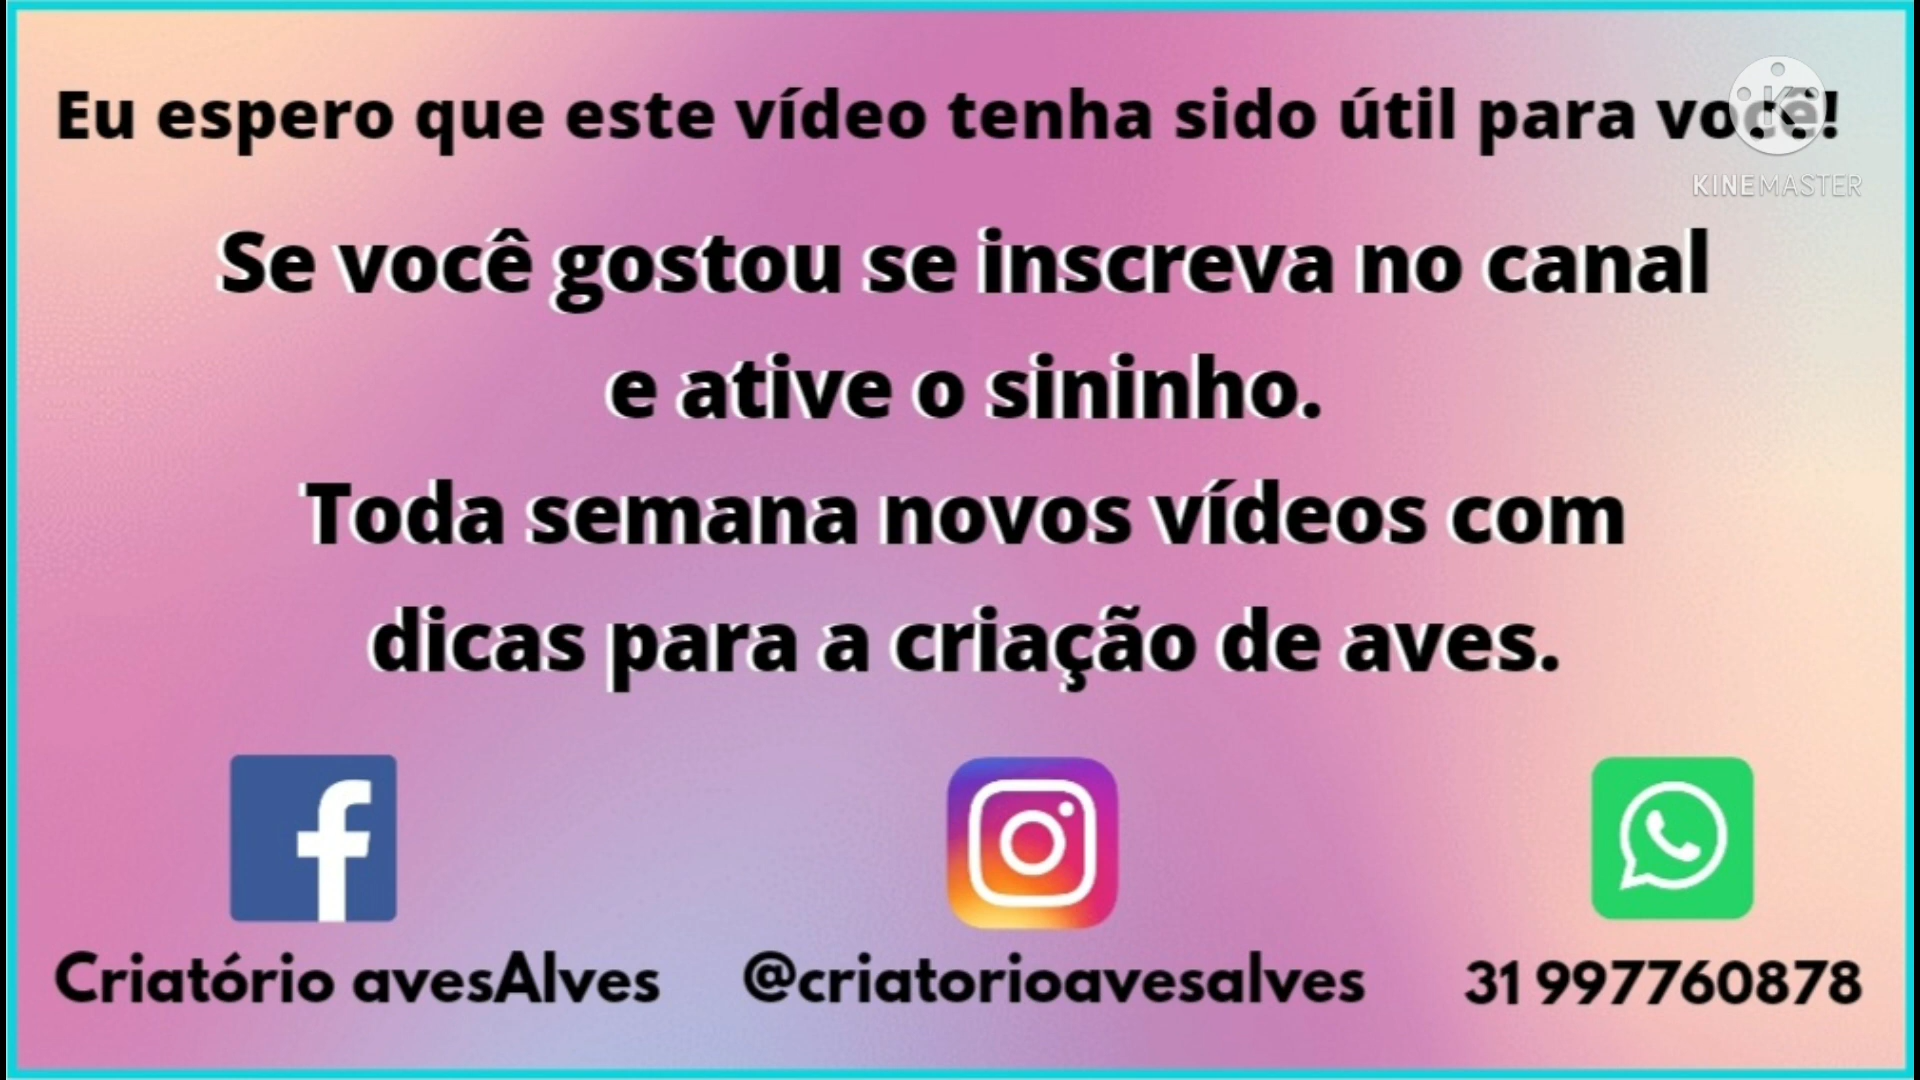 Eu espero que este vídeo tenha sido útil para você!
KINEMASTER
Se você gostou se inscreva no canal
e ative o sininho.
Toda semana novos vídeos com
dicas para a criação de aves.
Criatório avesAlves
@criatorioavesalves
31 997760878